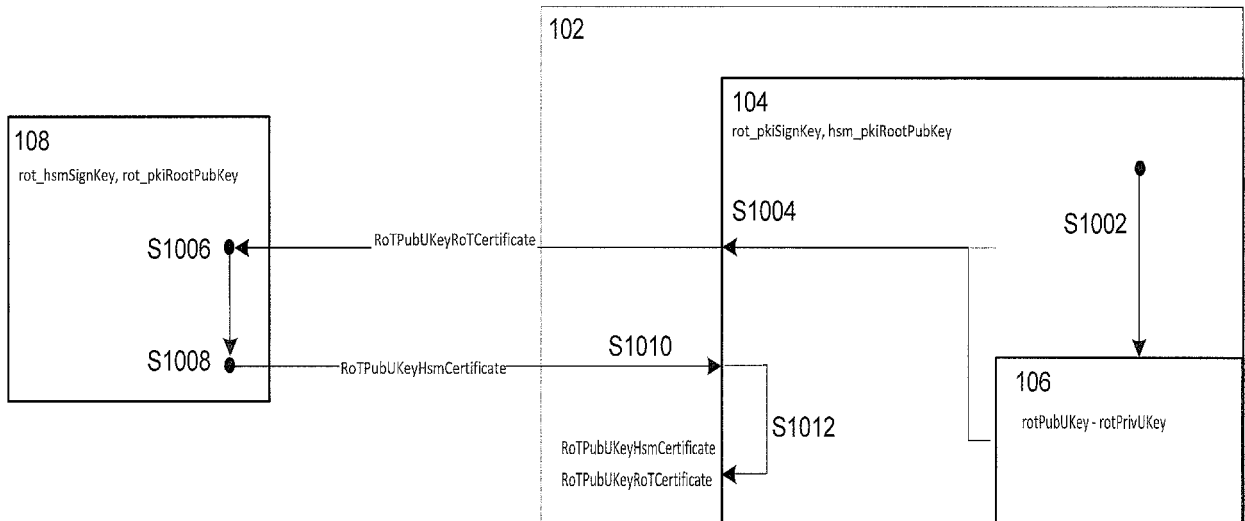 102
104
rot_pkiSignKey, hsm_pkiRootPubKey
108
rot_hsmSignKey, rot_pkiRootPubKey
S1004
S1002
S1006
RoTPubUKeyRoTCertificate
S1008
RoTPubUKeyHsmCertificate
S1010
106
rotPubUKey - rotPrivUKey
S1012
RoTPubUKeyHsmCertificate
RoTPubUKeyRoTCertificate